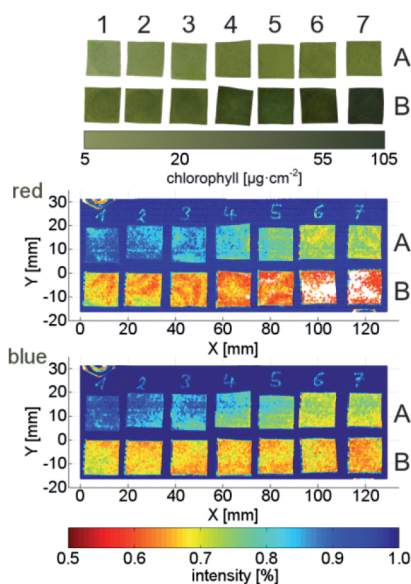 1 2 3 4 5 6 7
A
B
5 20 55 105
chlorophyll [µg·cm⁻²]
red
30
20
10
0
-10
-20
Y [mm]
1 2 3 4 5 6 7
A
B
0 20 40 60 80 100 120
X [mm]
blue
30
20
10
0
-10
-20
Y [mm]
1 2 3 4 5 6 7
A
B
0 20 40 60 80 100 120
X [mm]
0.5 0.6 0.7 0.8 0.9 1.0
intensity [%]